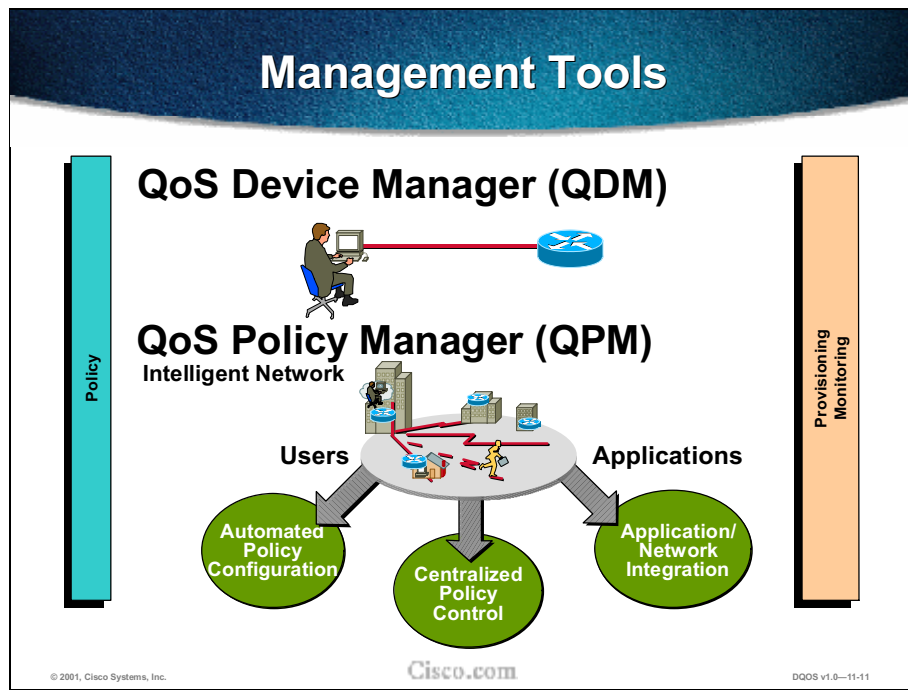 Management Tools
QoS Device Manager (QDM)
QoS Policy Manager (QPM)
Intelligent Network
Policy
Provisioning
Monitoring
Users
Applications
Automated
Policy
Configuration
Centralized
Policy
Control
Application/
Network
Integration
© 2001, Cisco Systems, Inc.
Cisco.com
DQOS v1.0—11-11